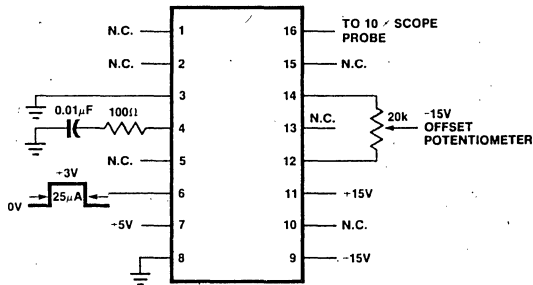 N.C. 1
N.C. 2
3
0.01μF 100Ω 4
N.C. 5
+3V
0V 25μA 6
+5V 7
8
16 TO 10× SCOPE
PROBE
15 N.C.
14
20k -15V
N.C. 13 OFFSET
POTENTIOMETER
12
11 +15V
10 N.C.
9 -15V